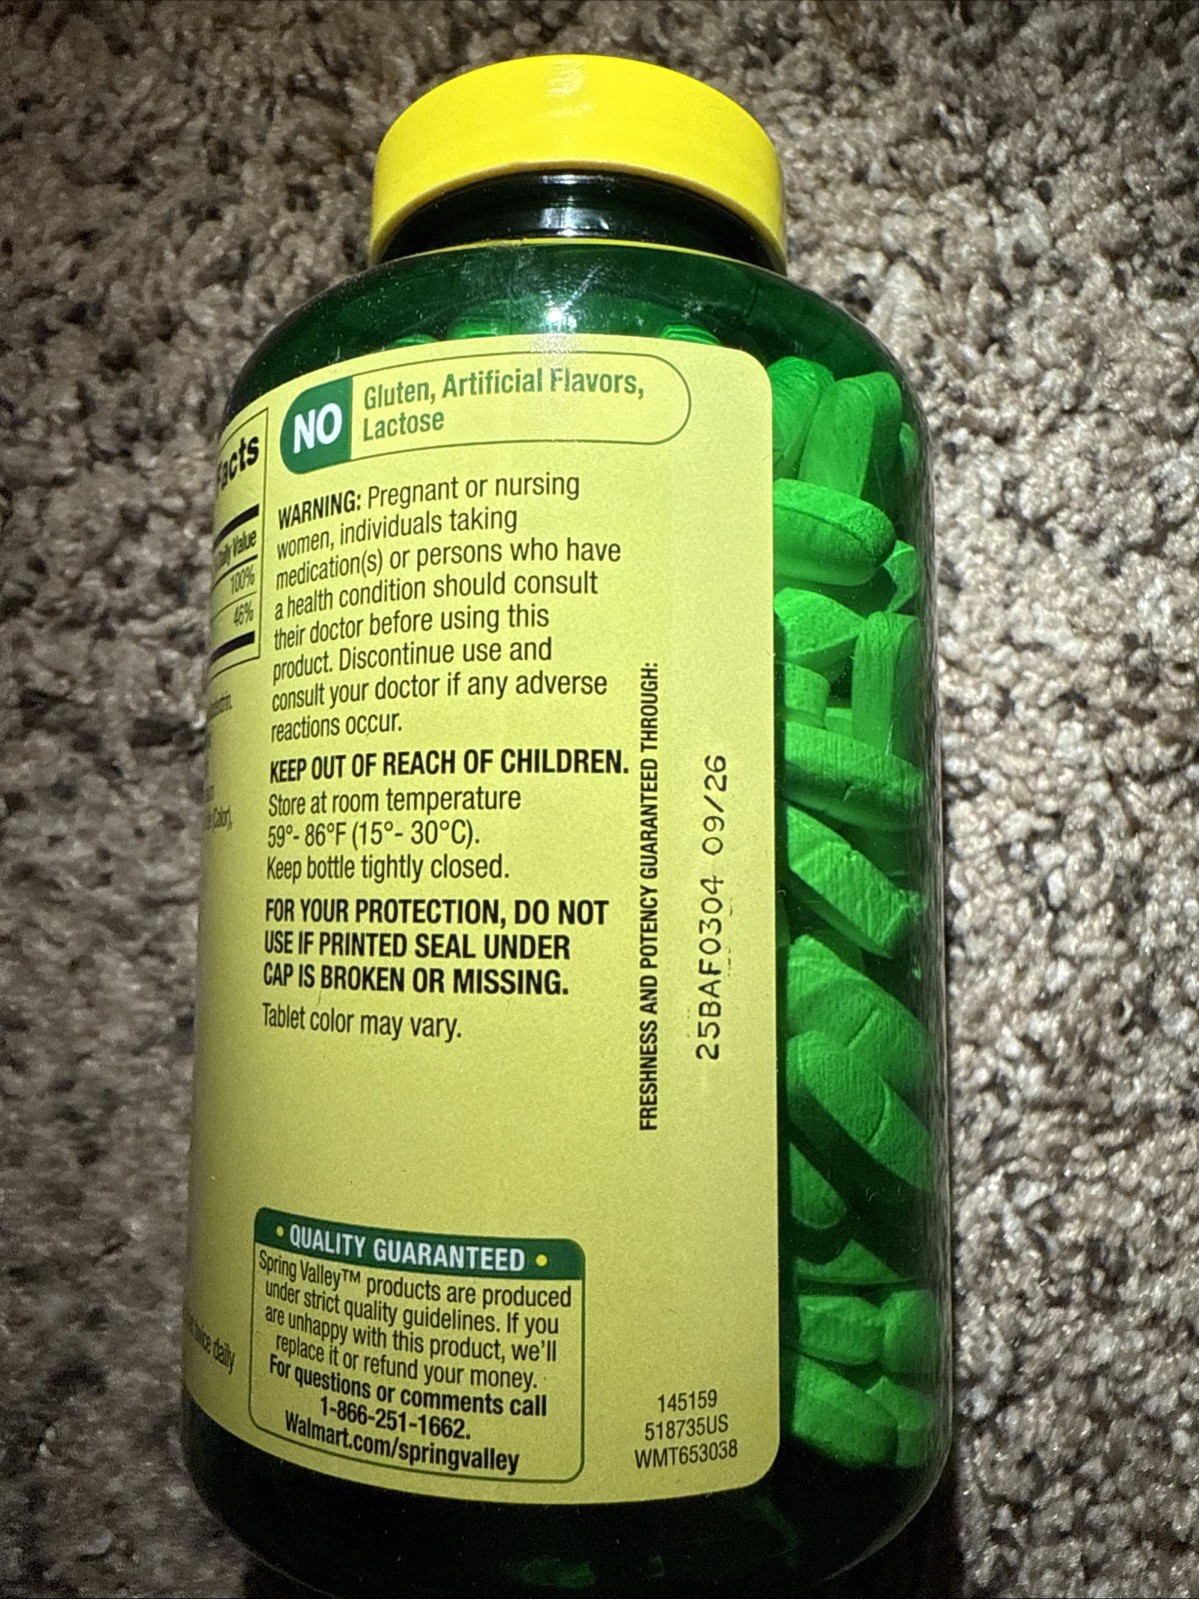 acts
Daily Value
100%
46%
NO
Gluten, Artificial Flavors,
Lactose
WARNING: Pregnant or nursing
women, individuals taking
medication(s) or persons who have
a health condition should consult
their doctor before using this
product. Discontinue use and
consult your doctor if any adverse
reactions occur.
KEEP OUT OF REACH OF CHILDREN.
Store at room temperature
59°- 86°F (15°- 30°C).
Keep bottle tightly closed.
FOR YOUR PROTECTION, DO NOT
USE IF PRINTED SEAL UNDER
CAP IS BROKEN OR MISSING.
Tablet color may vary.
FRESHNESS AND POTENCY GUARANTEED THROUGH:
25BAF0304 09/26
• QUALITY GUARANTEED •
Spring Valley™ products are produced
under strict quality guidelines. If you
are unhappy with this product, we'll
replace it or refund your money.
For questions or comments call
1-866-251-1662.
Walmart.com/springvalley
daily
145159
518735US
WMT653038